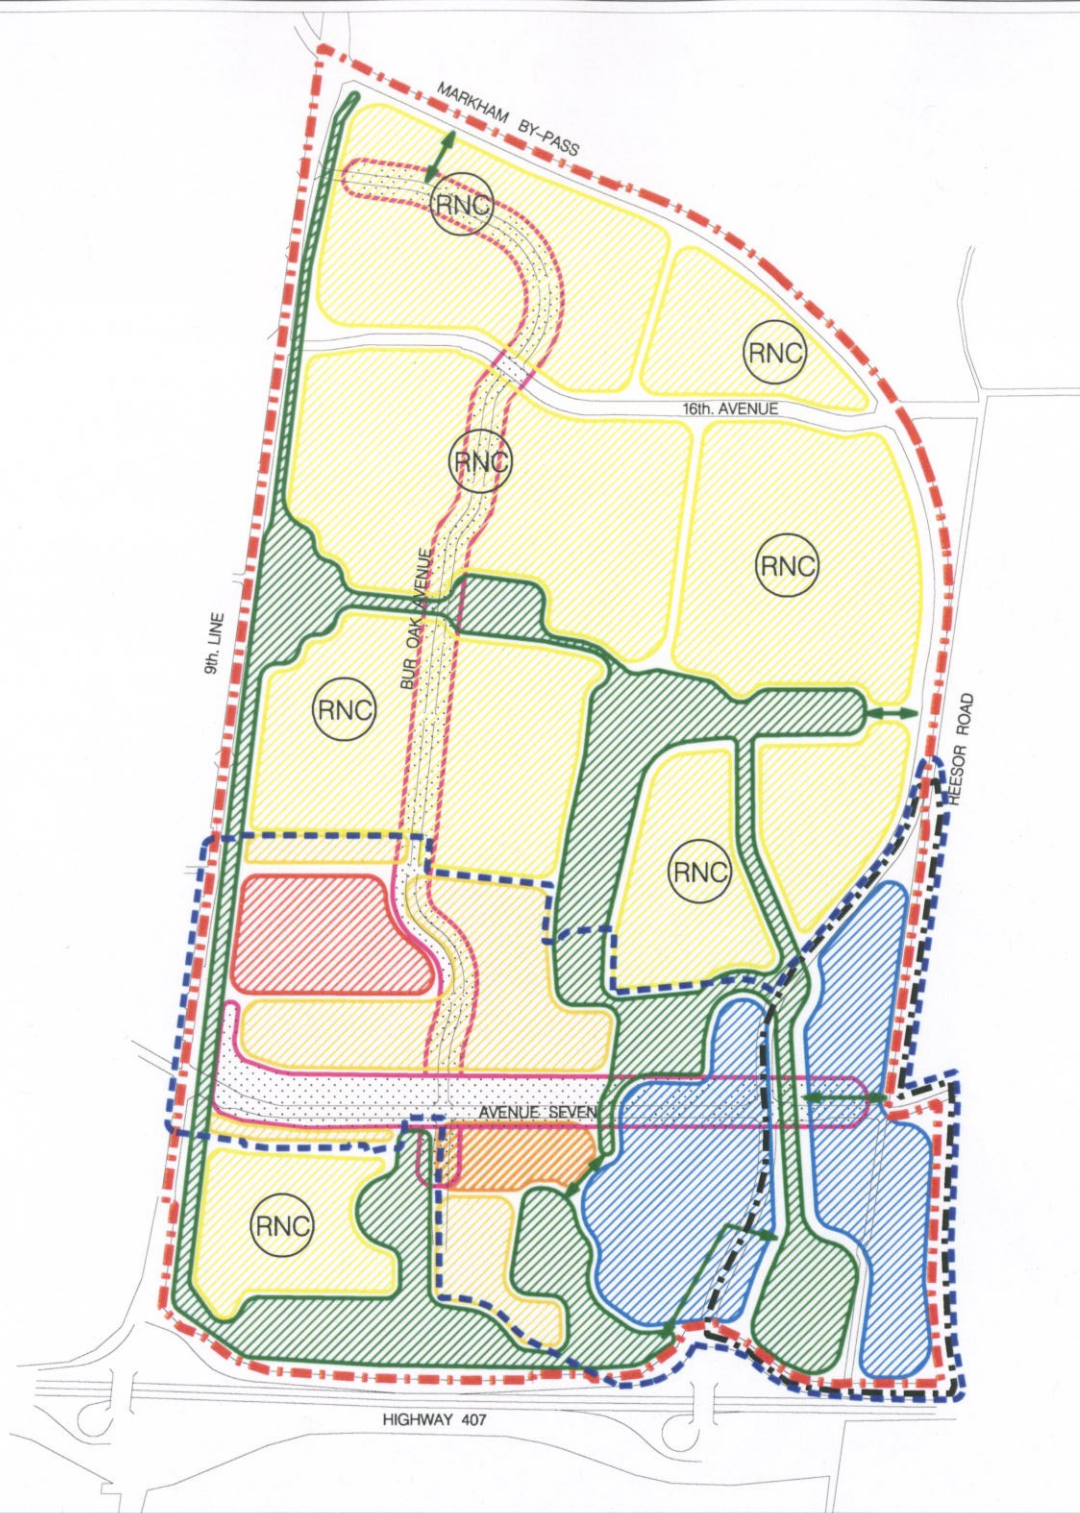 MARKHAM BY-PASS
RNC
RNC
16th. AVENUE
RNC
RNC
BUR OAK AVENUE
9th. LINE
RNC
REESOR ROAD
RNC
AVENUE SEVEN
RNC
HIGHWAY 407